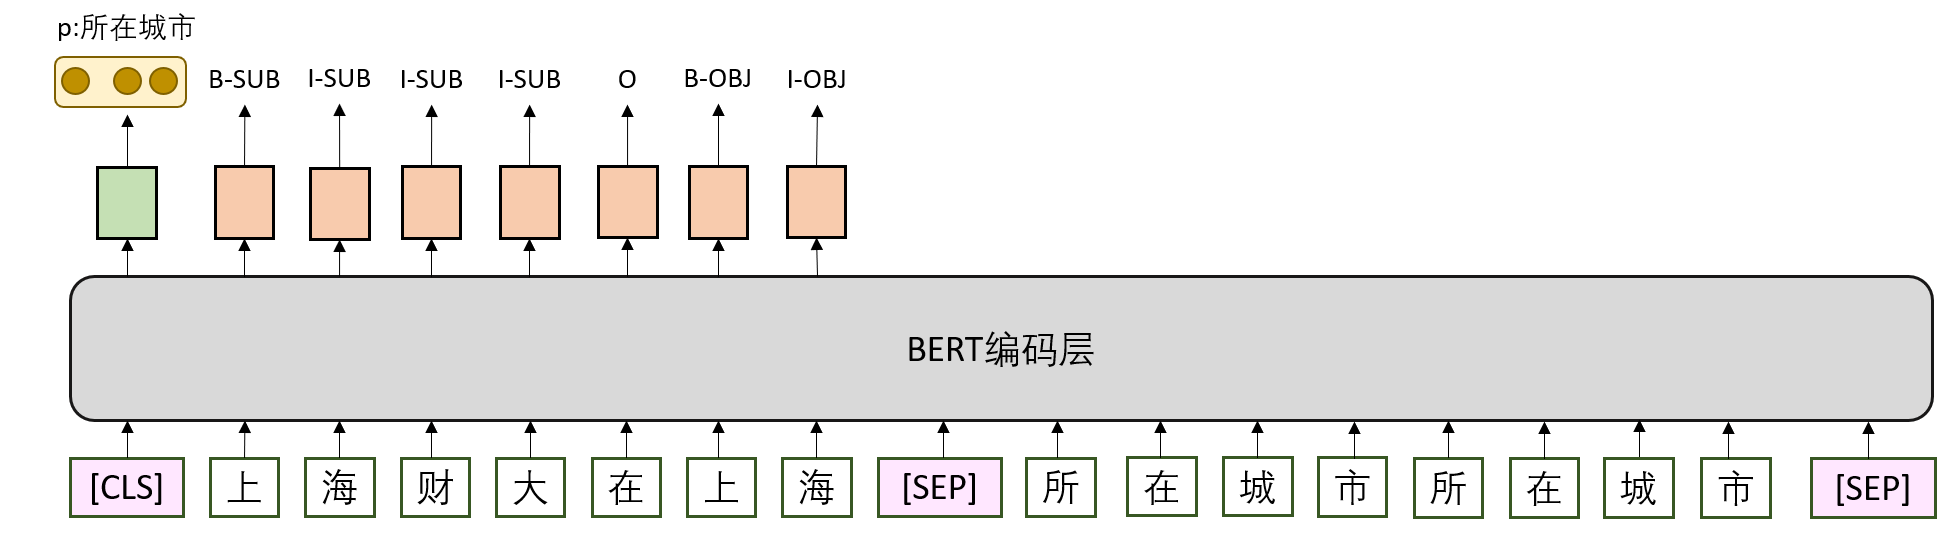 p:所在城市
B-SUB I-SUB I-SUB I-SUB O B-OBJ I-OBJ
BERT编码层
[CLS] 上 海 财 大 在 上 海 [SEP] 所 在 城 市 所 在 城 市 [SEP]